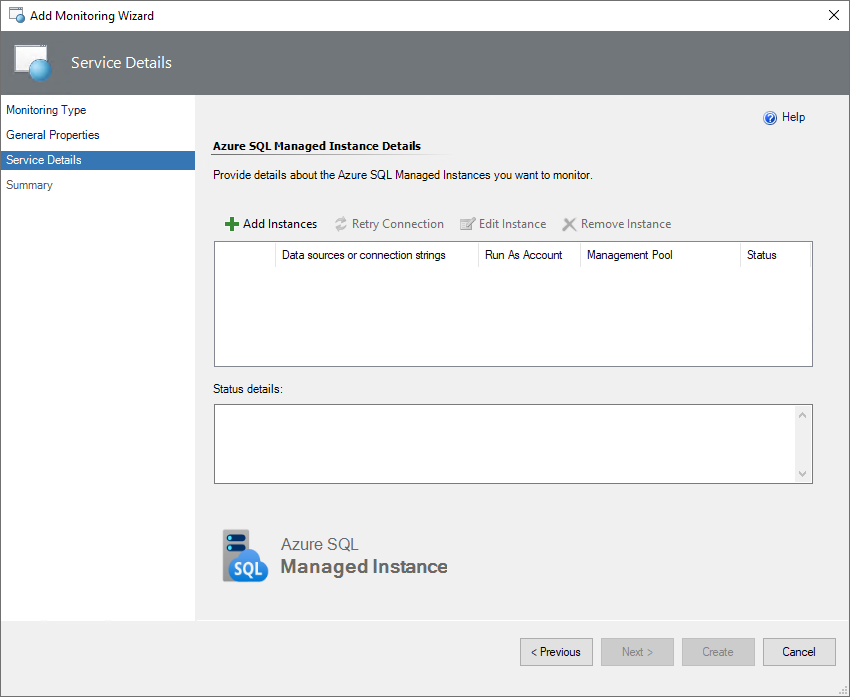 Add Monitoring Wizard
Service Details
Monitoring Type
General Properties
Service Details
Summary
Help
Azure SQL Managed Instance Details
Provide details about the Azure SQL Managed Instances you want to monitor.
Add Instances Retry Connection Edit Instance Remove Instance
Data sources or connection strings Run As Account Management Pool Status
Status details:
SQL
Azure SQL
Managed Instance
< Previous Next > Create Cancel